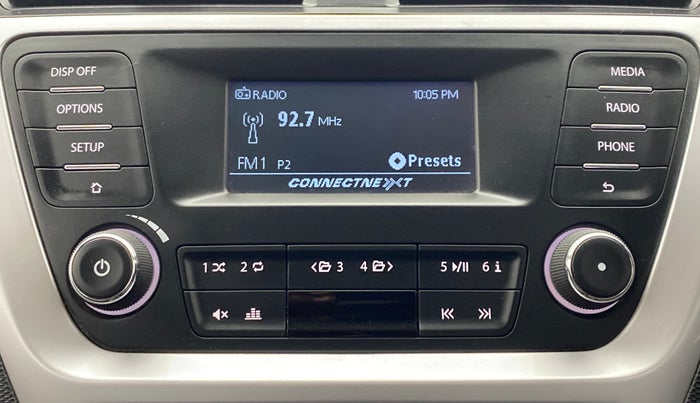 DISP OFF
OPTIONS
SETUP
RADIO 10:05 PM
92.7 MHz
FM1 P2 Presets
CONNECTNEXT
MEDIA
RADIO
PHONE
1 2 3 4 5 6 i